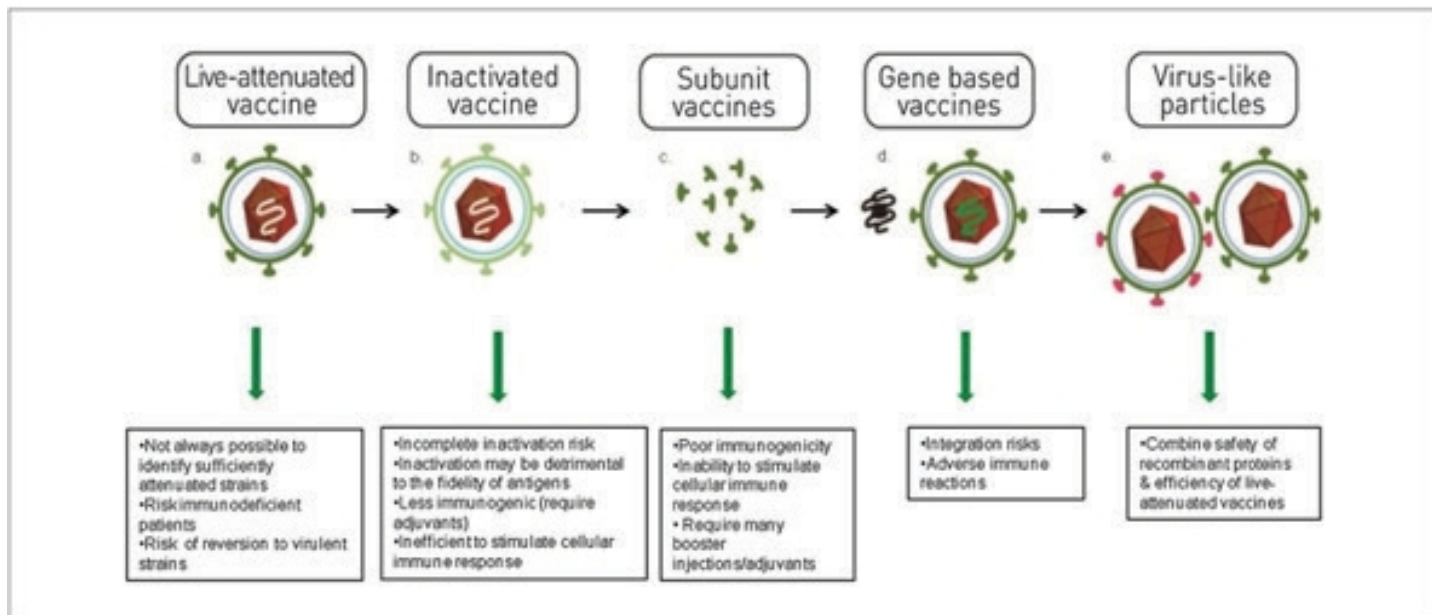 Live-attenuated
vaccine
Inactivated
vaccine
Subunit
vaccines
Gene based
vaccines
Virus-like
particles
a.
b.
c.
d.
e.
•Not always possible to
identify sufficiently
attenuated strains
•Risk immunodeficient
patients
•Risk of reversion to virulent
strains
•Incomplete inactivation risk
•Inactivation may be detrimental
to the fidelity of antigens
•Less immunogenic (require
adjuvants)
•Inefficient to stimulate cellular
immune response
•Poor immunogenicity
•Inability to stimulate
cellular immune
response
• Require many
booster
injections/adjuvants
•Integration risks
•Adverse immune
reactions
•Combine safety of
recombinant proteins
& efficiency of live-
attenuated vaccines